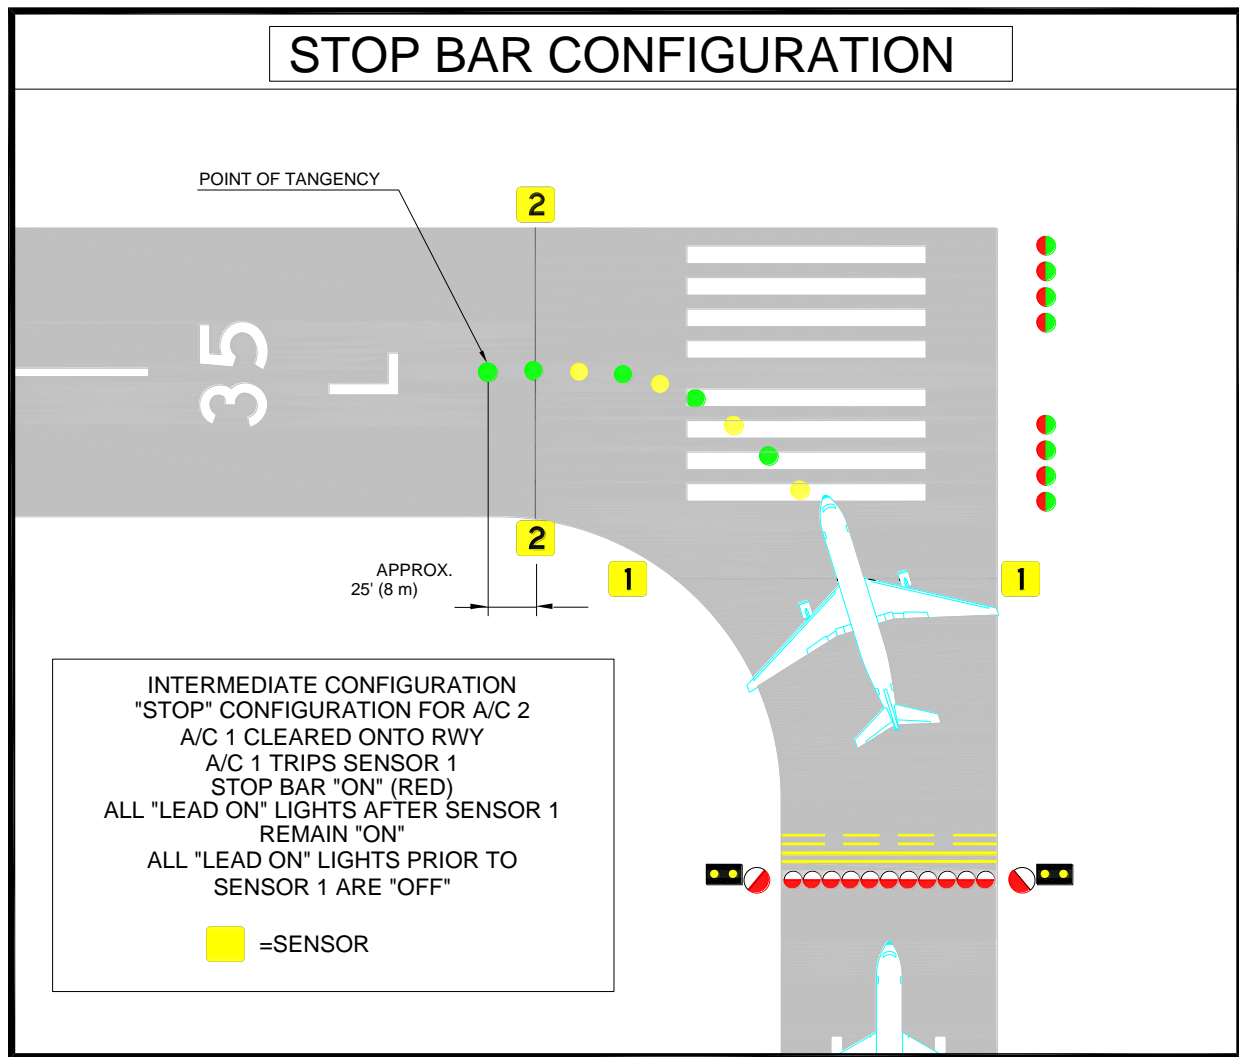 STOP BAR CONFIGURATION
POINT OF TANGENCY
2
35
L
2
1
1
APPROX.
25' (8 m)
INTERMEDIATE CONFIGURATION
"STOP" CONFIGURATION FOR A/C 2
A/C 1 CLEARED ONTO RWY
A/C 1 TRIPS SENSOR 1
STOP BAR "ON" (RED)
ALL "LEAD ON" LIGHTS AFTER SENSOR 1
REMAIN "ON"
ALL "LEAD ON" LIGHTS PRIOR TO
SENSOR 1 ARE "OFF"
=SENSOR